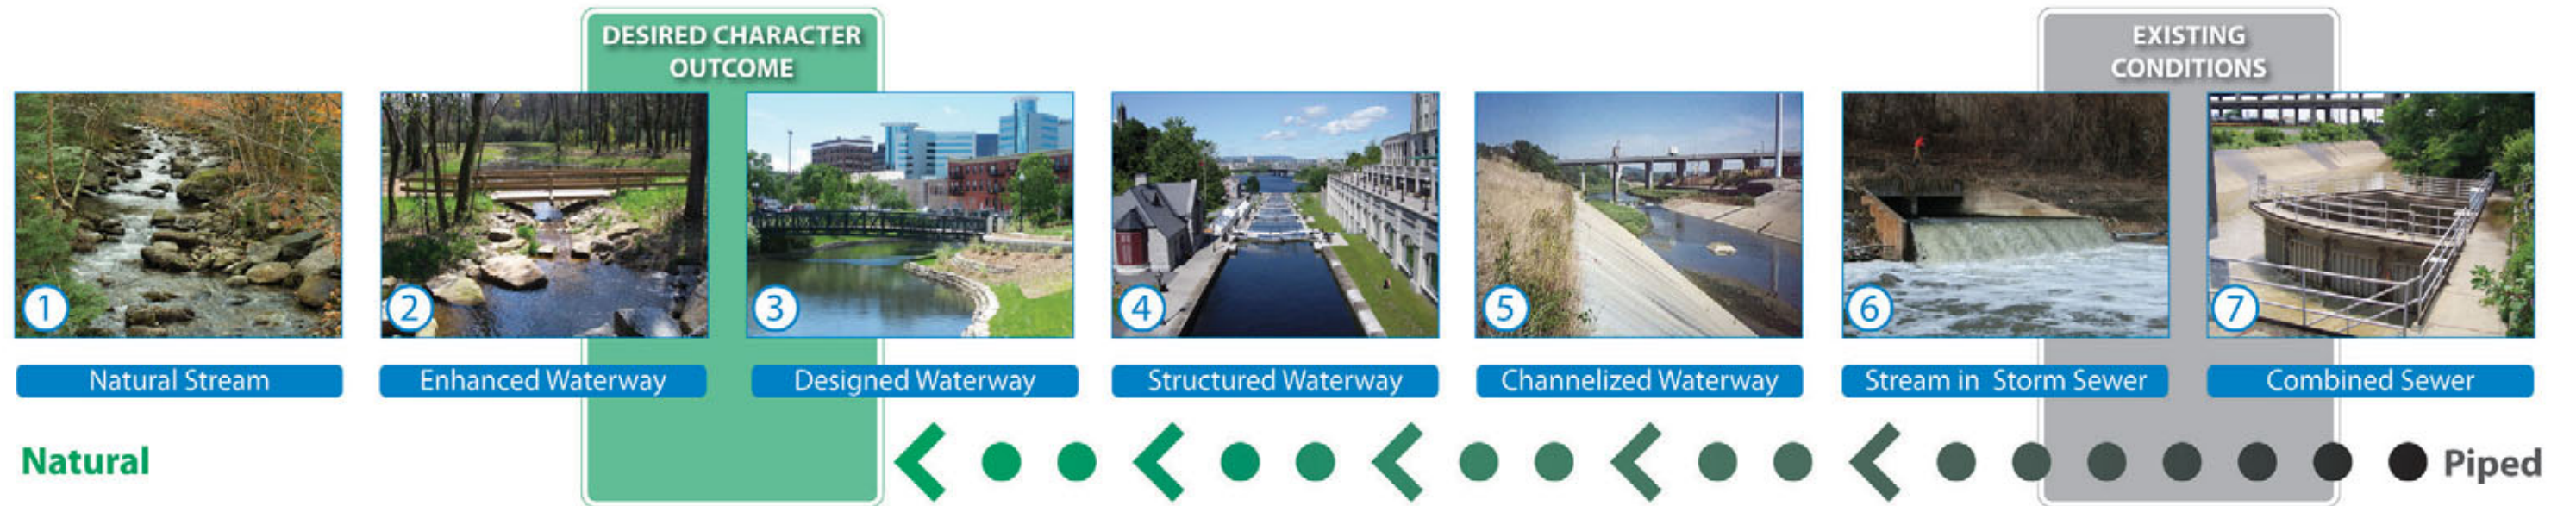 DESIRED CHARACTER
OUTCOME
EXISTING
CONDITIONS
1
2
3
4
5
6
7
Natural Stream
Enhanced Waterway
Designed Waterway
Structured Waterway
Channelized Waterway
Stream in Storm Sewer
Combined Sewer
Natural
Piped